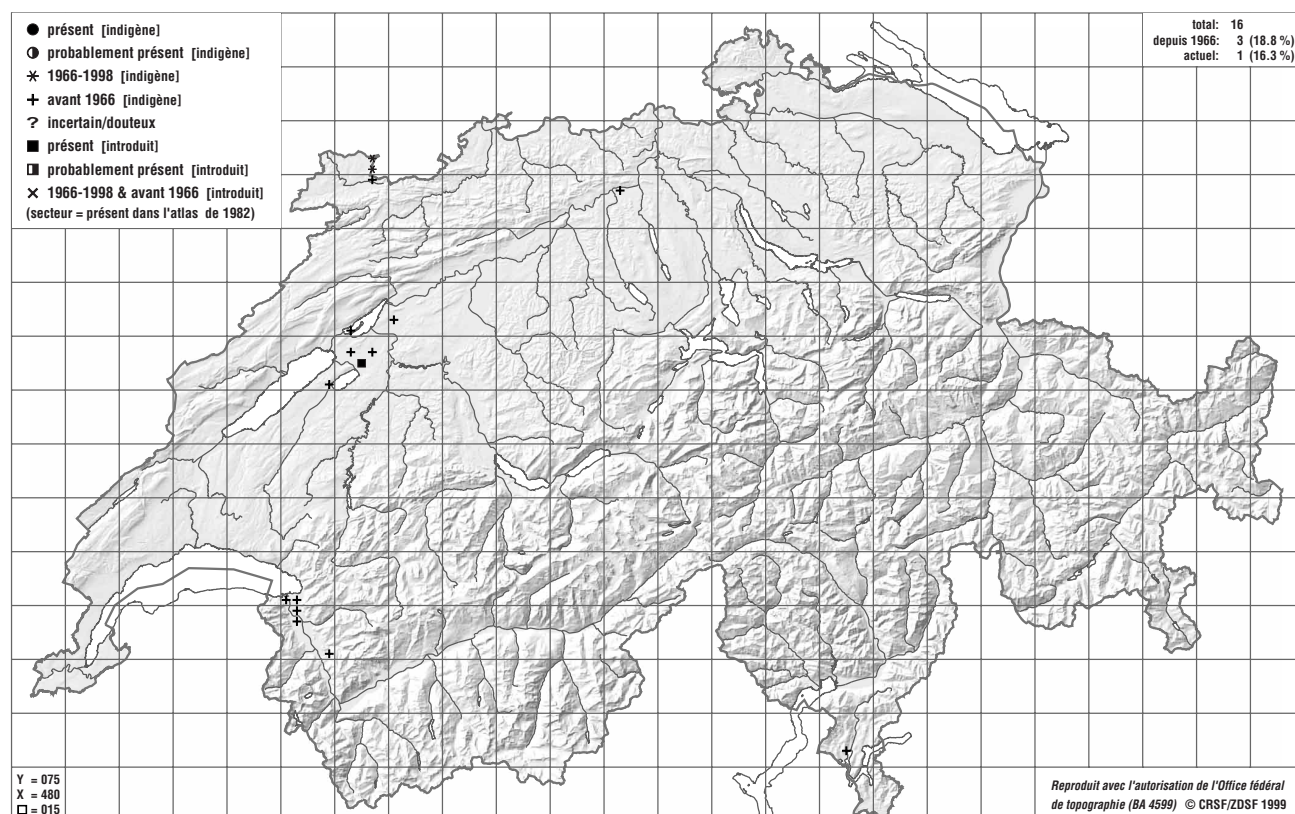 ● présent [indigène]
◑ probablement présent [indigène]
✳ 1966-1998 [indigène]
+ avant 1966 [indigène]
? incertain/douteux
■ présent [introduit]
◨ probablement présent [introduit]
× 1966-1998 & avant 1966 [introduit]
(secteur = présent dans l'atlas de 1982)
total: 16
depuis 1966: 3 (18.8 %)
actuel: 1 (16.3 %)
Y = 075
X = 480
□ = 015
Reproduit avec l'autorisation de l'Office fédéral
de topographie (BA 4599) © CRSF/ZDSF 1999